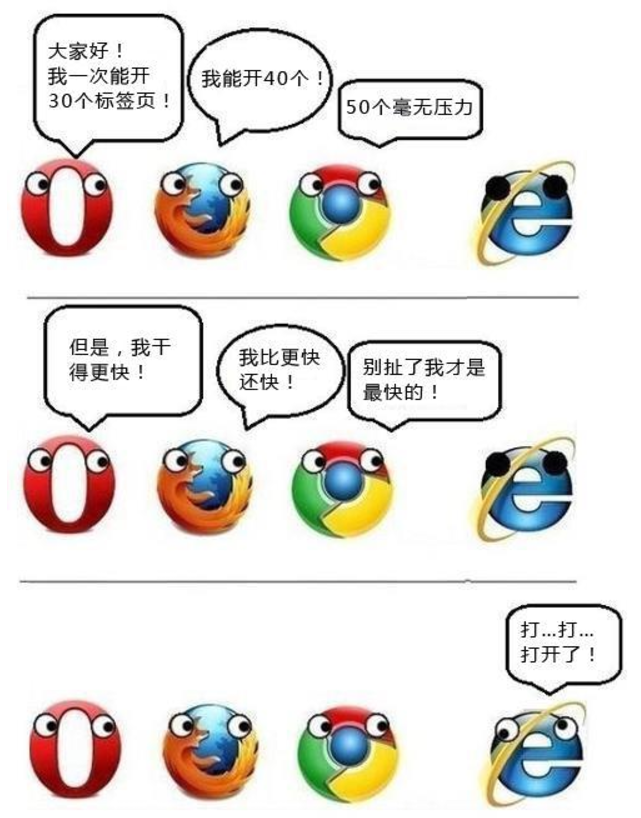 大家好！
我一次能开
30个标签页！
我能开40个！
50个毫无压力
但是，我干
得更快！
我比更快
还快！
别扯了我才是
最快的！
打...打...
打开了！